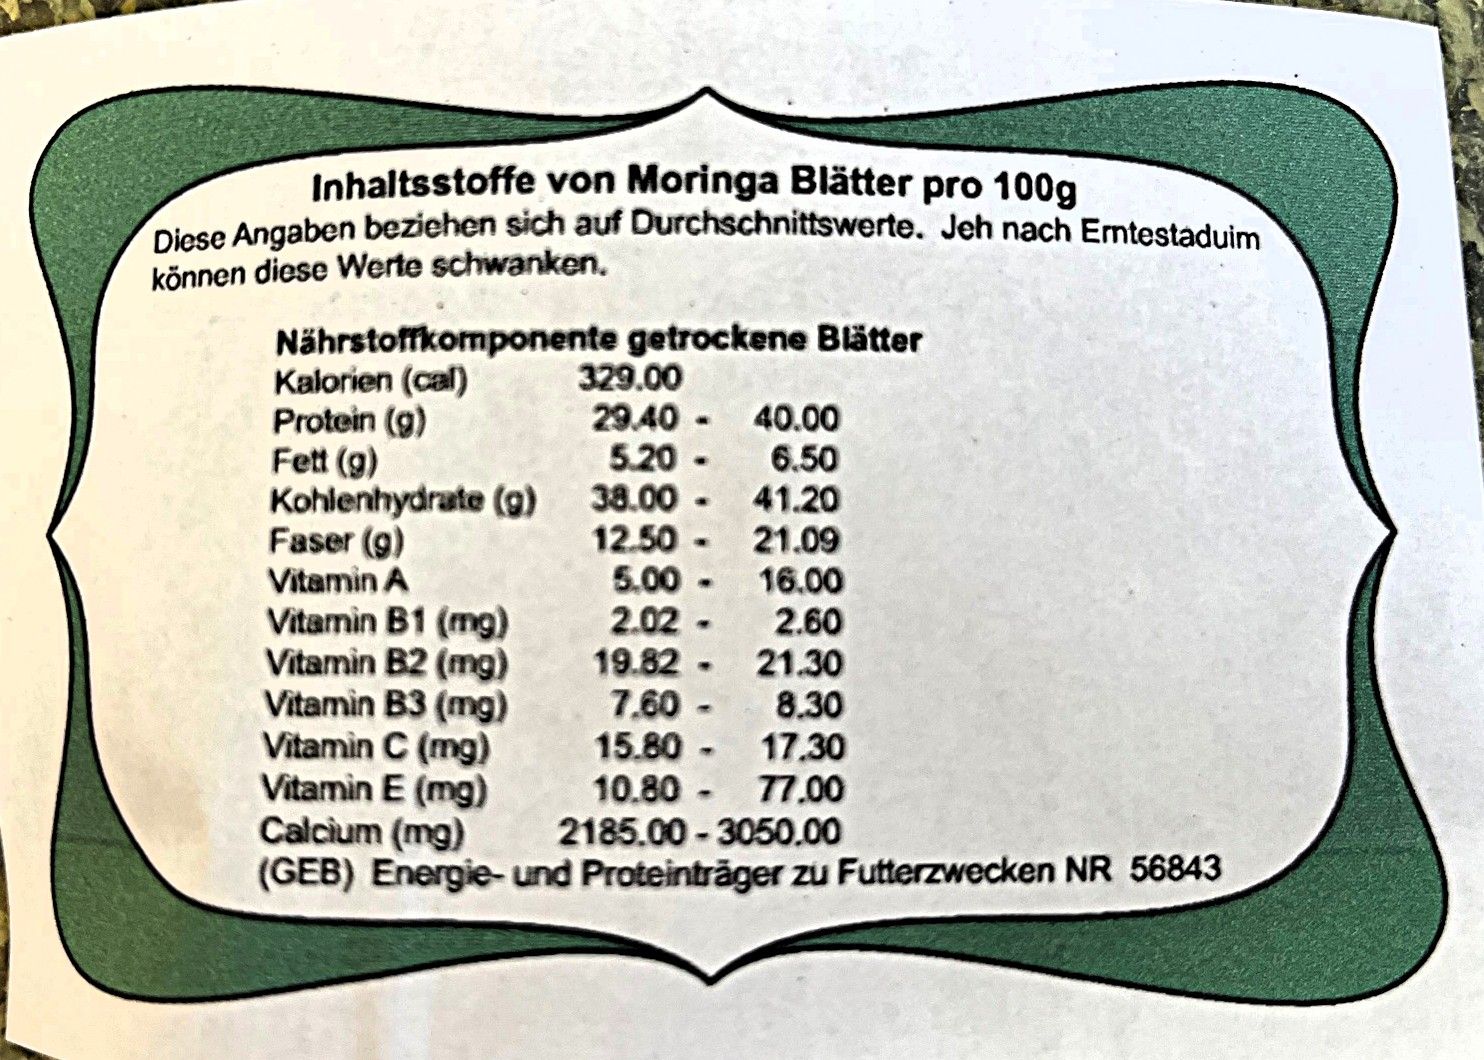 Inhaltsstoffe von Moringa Blätter pro 100g
Diese Angaben beziehen sich auf Durchschnittswerte. Jeh nach Erntestaduim
können diese Werte schwanken.
Nährstoffkomponente getrockene Blätter
Kalorien (cal) 329.00
Protein (g) 29.40 - 40.00
Fett (g) 5.20 - 6.50
Kohlenhydrate (g) 38.00 - 41.20
Faser (g) 12.50 - 21.09
Vitamin A 5.00 - 16.00
Vitamin B1 (mg) 2.02 - 2.60
Vitamin B2 (mg) 19.82 - 21.30
Vitamin B3 (mg) 7.60 - 8.30
Vitamin C (mg) 15.80 - 17.30
Vitamin E (mg) 10.80 - 77.00
Calcium (mg) 2185.00 - 3050.00
(GEB) Energie- und Proteinträger zu Futterzwecken NR 56843